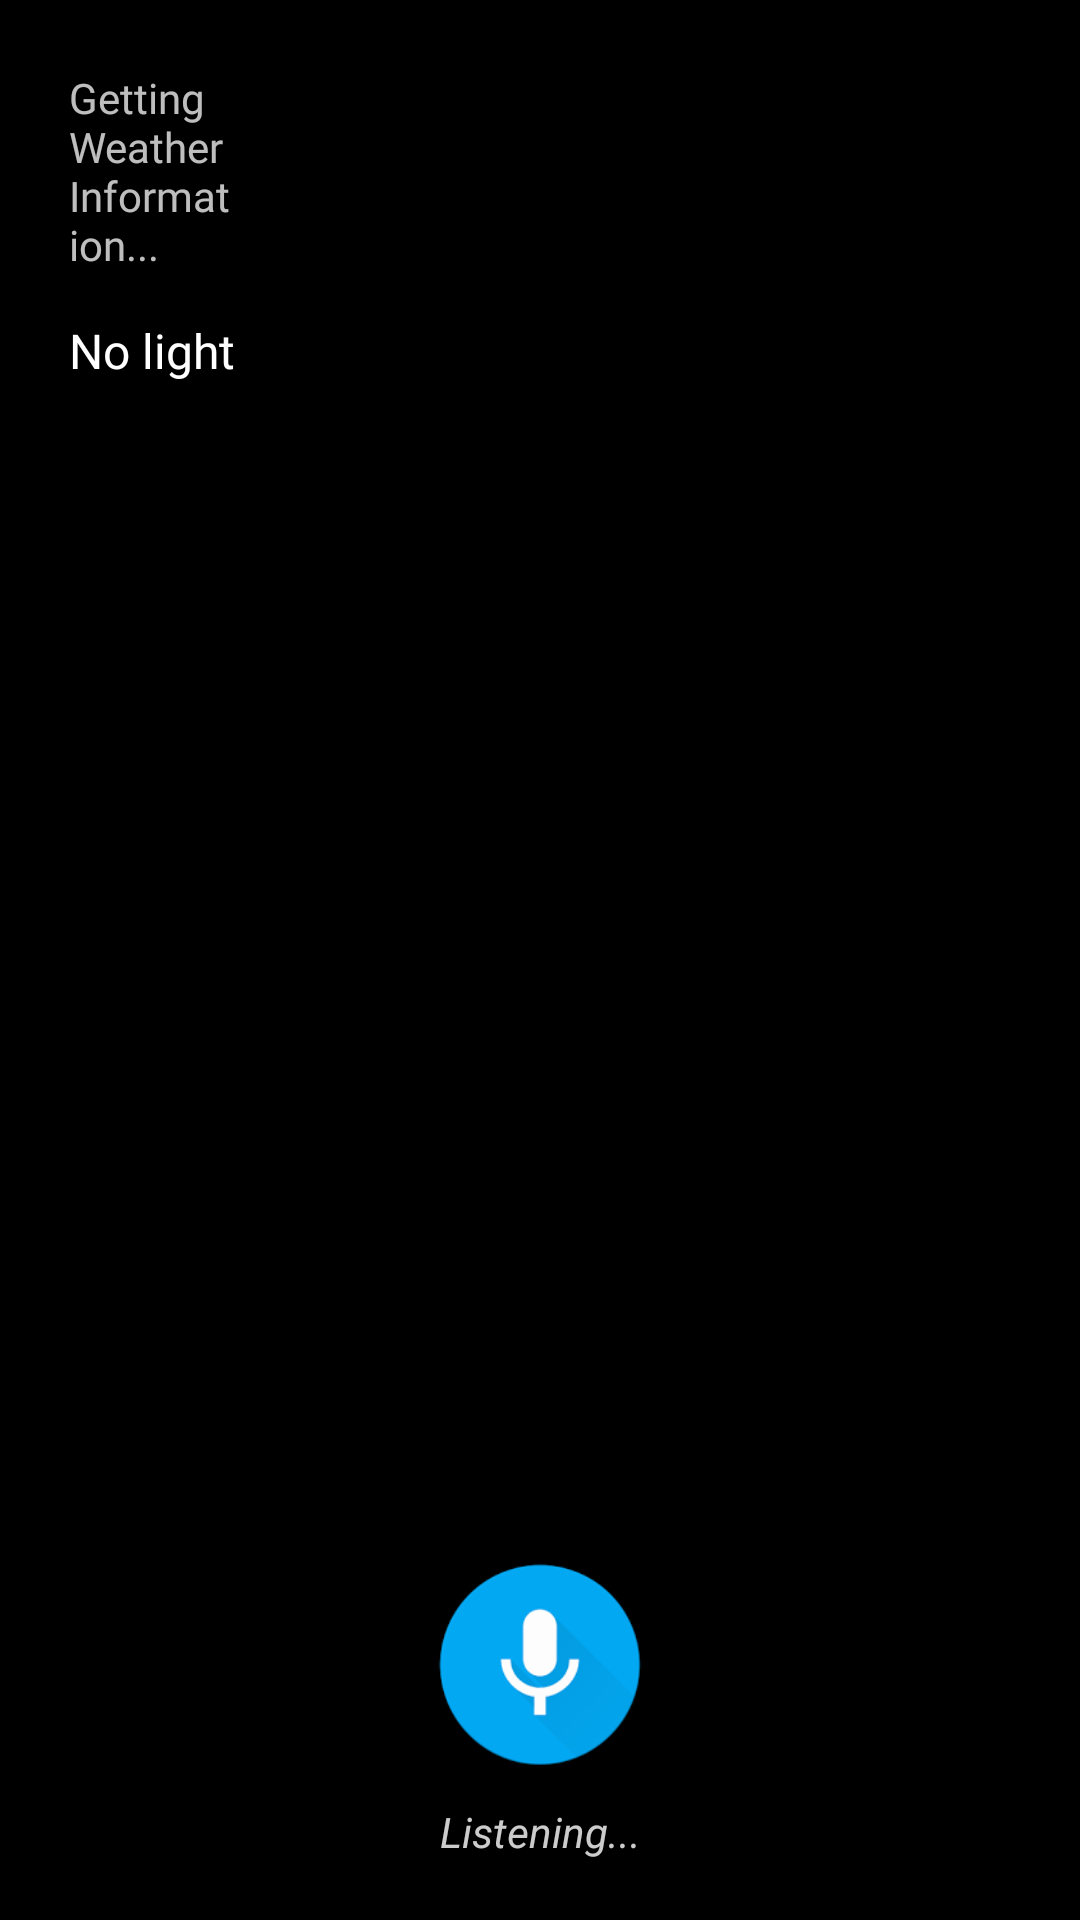 Getting
Weather
Informat
ion...
No light
Listening...